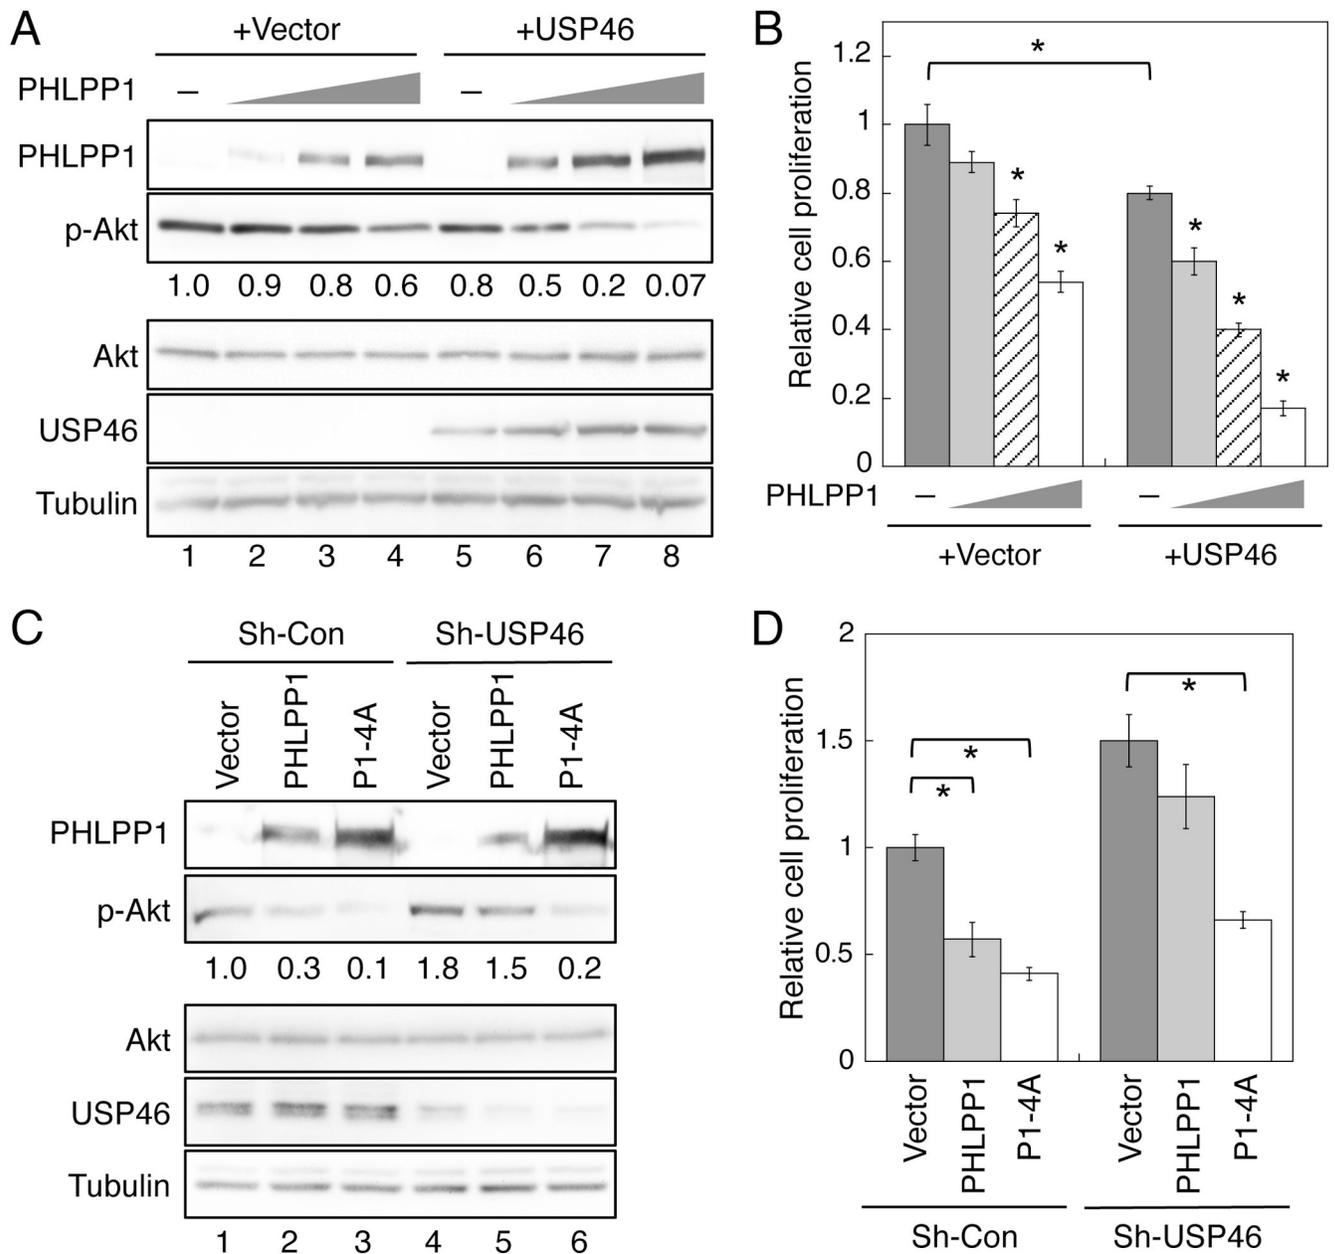 A
+Vector +USP46
PHLPP1 – –
PHLPP1
p-Akt
1.0 0.9 0.8 0.6 0.8 0.5 0.2 0.07
Akt
USP46
Tubulin
1 2 3 4 5 6 7 8
B
Relative cell proliferation
1.2
1
0.8
0.6
0.4
0.2
0
* * * * * *
PHLPP1 – –
+Vector +USP46
C
Sh-Con Sh-USP46
Vector PHLPP1 P1-4A Vector PHLPP1 P1-4A
PHLPP1
p-Akt
1.0 0.3 0.1 1.8 1.5 0.2
Akt
USP46
Tubulin
1 2 3 4 5 6
D
Relative cell proliferation
2
1.5
1
0.5
0
* * *
Vector PHLPP1 P1-4A Vector PHLPP1 P1-4A
Sh-Con Sh-USP46